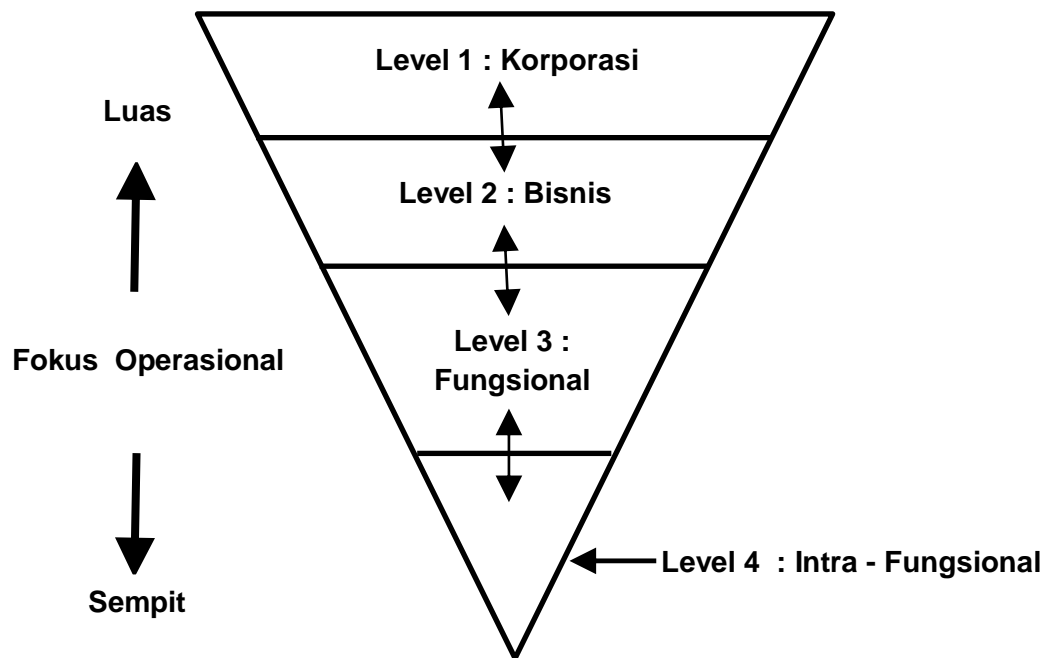 Level 1 : Korporasi
Luas
Level 2 : Bisnis
Level 3 :
Fungsional
Fokus Operasional
Level 4 : Intra - Fungsional
Sempit